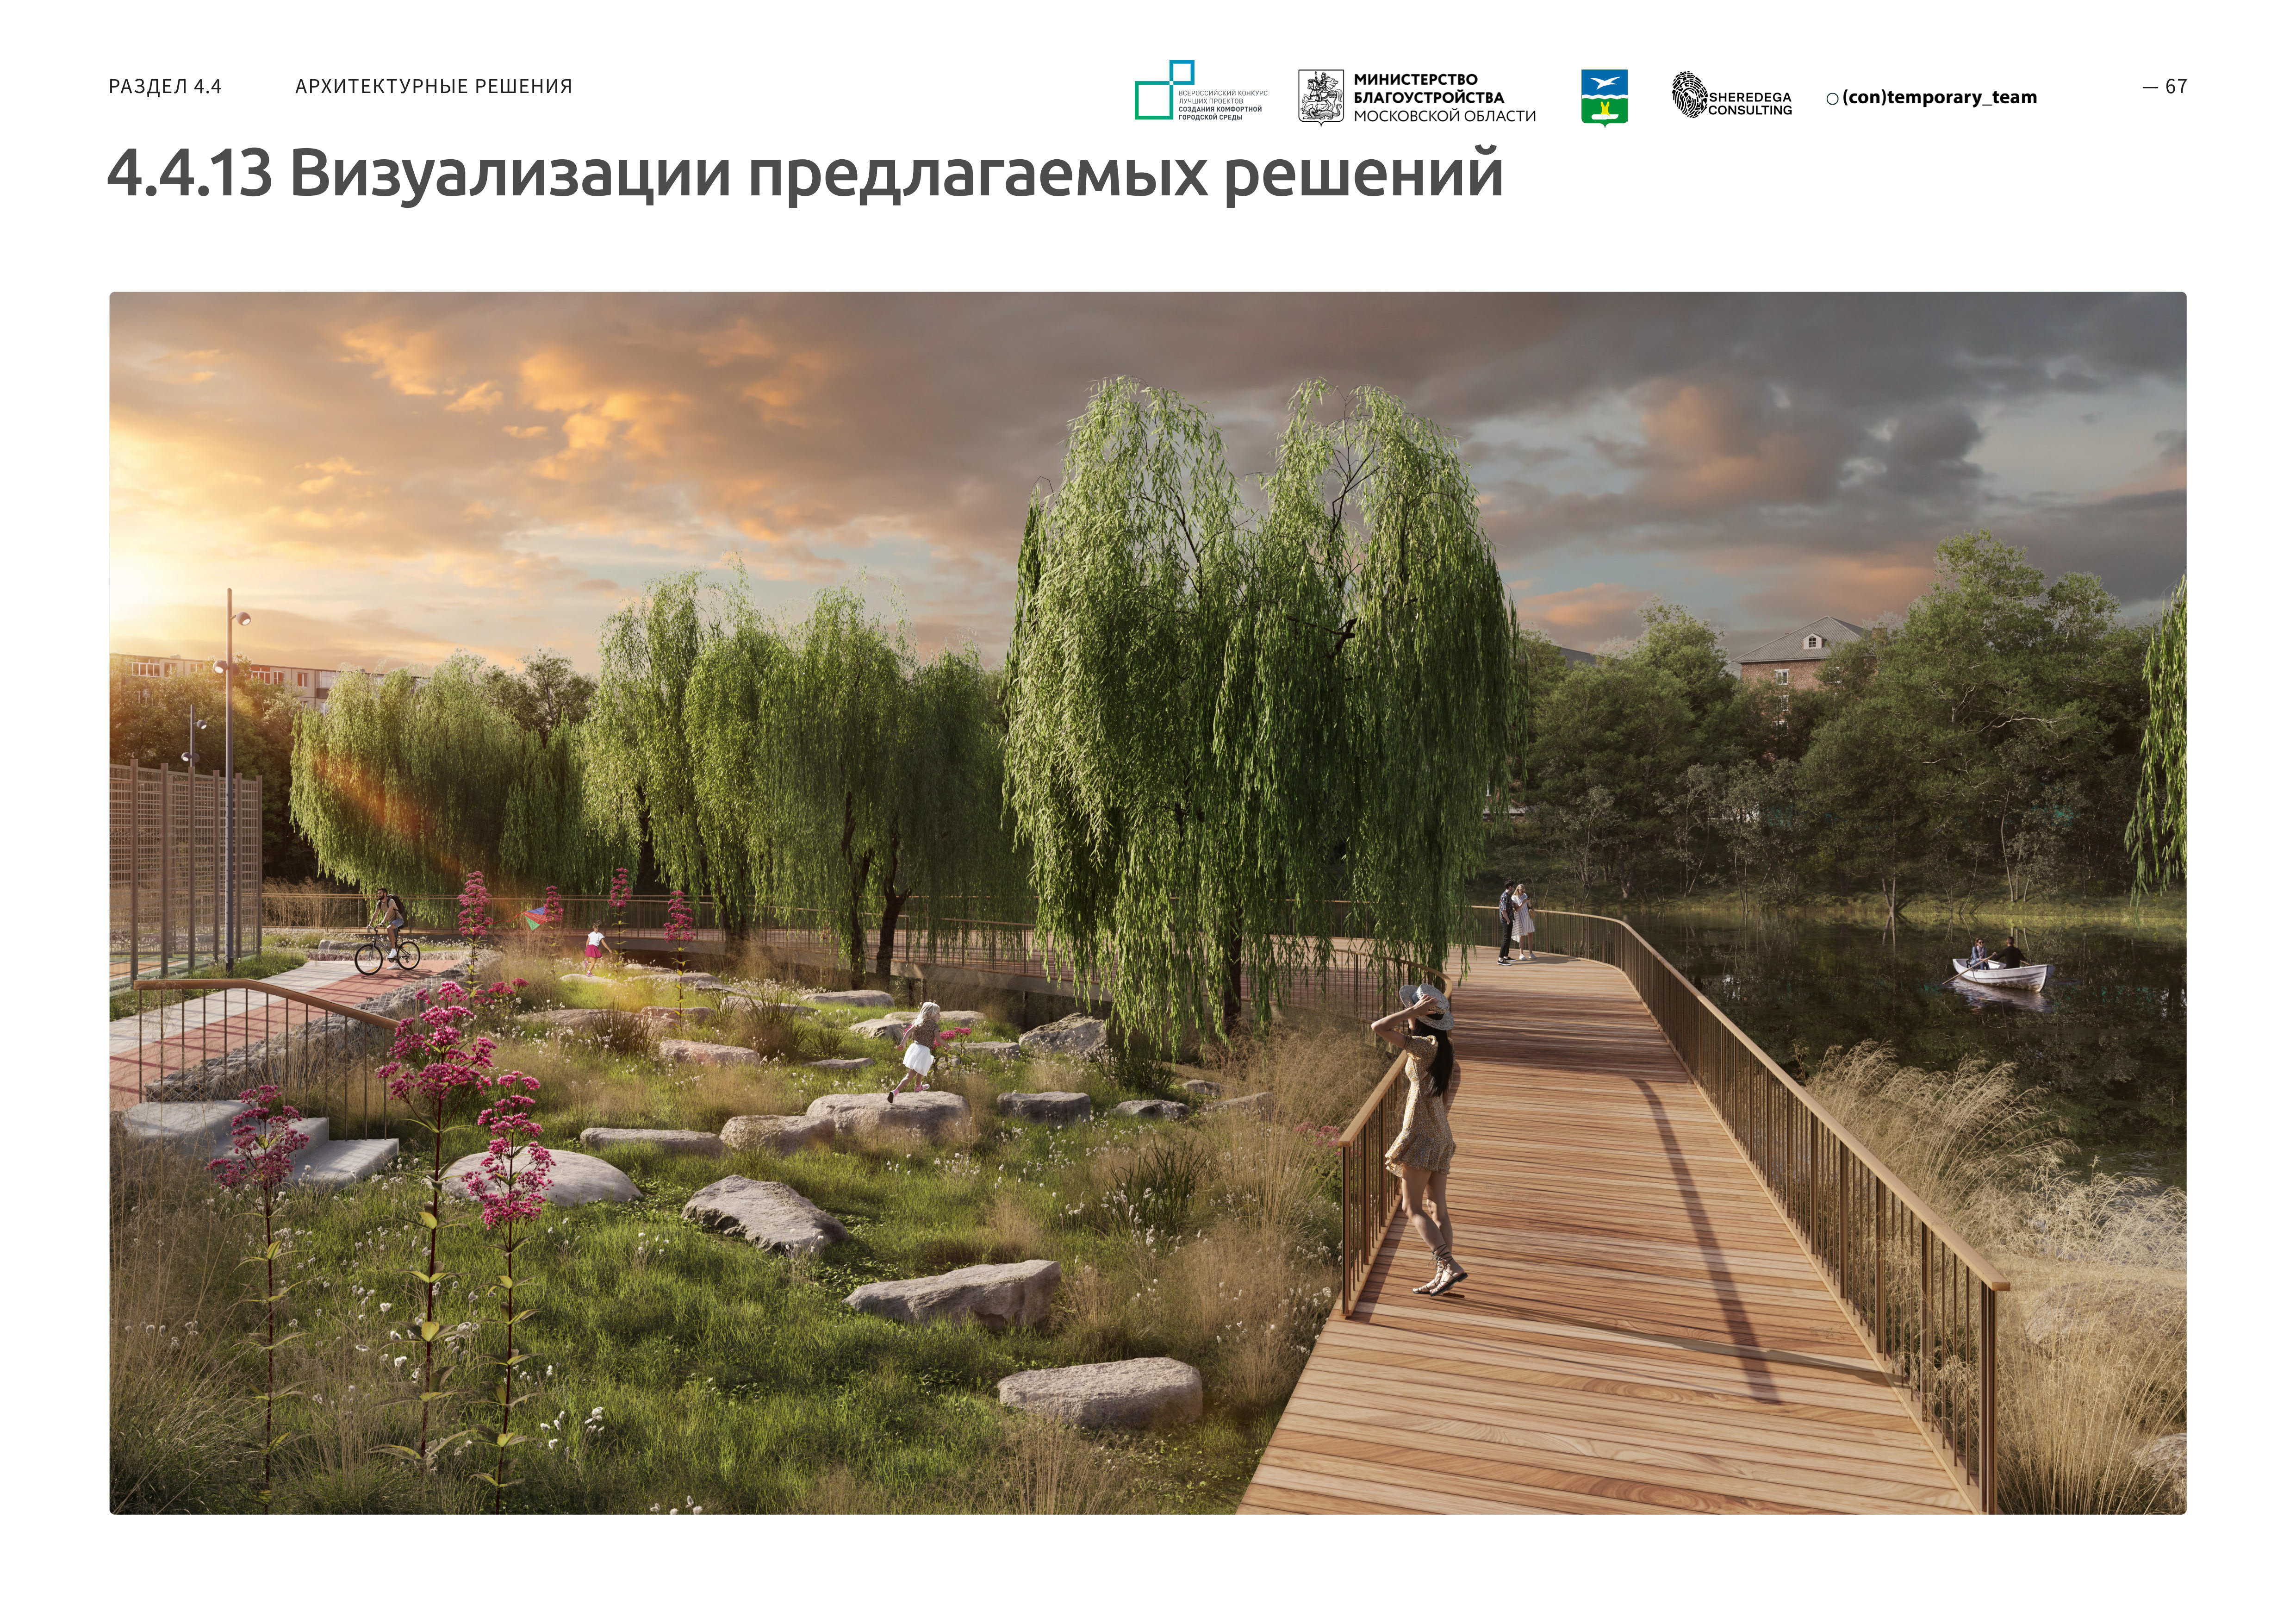 РАЗДЕЛ 4.4
АРХИТЕКТУРНЫЕ РЕШЕНИЯ
ВСЕРОССИЙСКИЙ КОНКУРС
ЛУЧШИХ ПРОЕКТОВ
СОЗДАНИЯ КОМФОРТНОЙ
ГОРОДСКОЙ СРЕДЫ
МИНИСТЕРСТВО
БЛАГОУСТРОЙСТВА
МОСКОВСКОЙ ОБЛАСТИ
SHEREDEGA
CONSULTING
(con)temporary_team
— 67
4.4.13 Визуализации предлагаемых решений